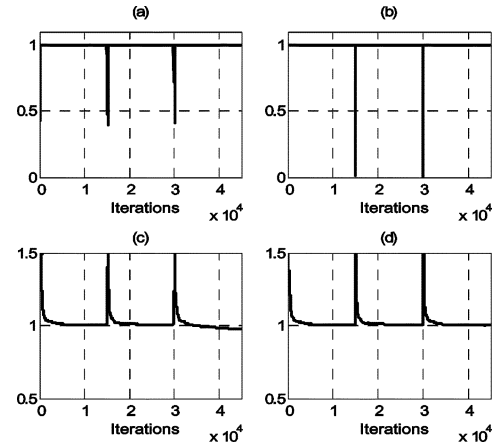 (a)
1
0.5
0
0 1 2 3 4
Iterations
x 10^4
(b)
1
0.5
0
0 1 2 3 4
Iterations
x 10^4
(c)
1.5
1
0.5
0 1 2 3 4
Iterations
x 10^4
(d)
1.5
1
0.5
0 1 2 3 4
Iterations
x 10^4